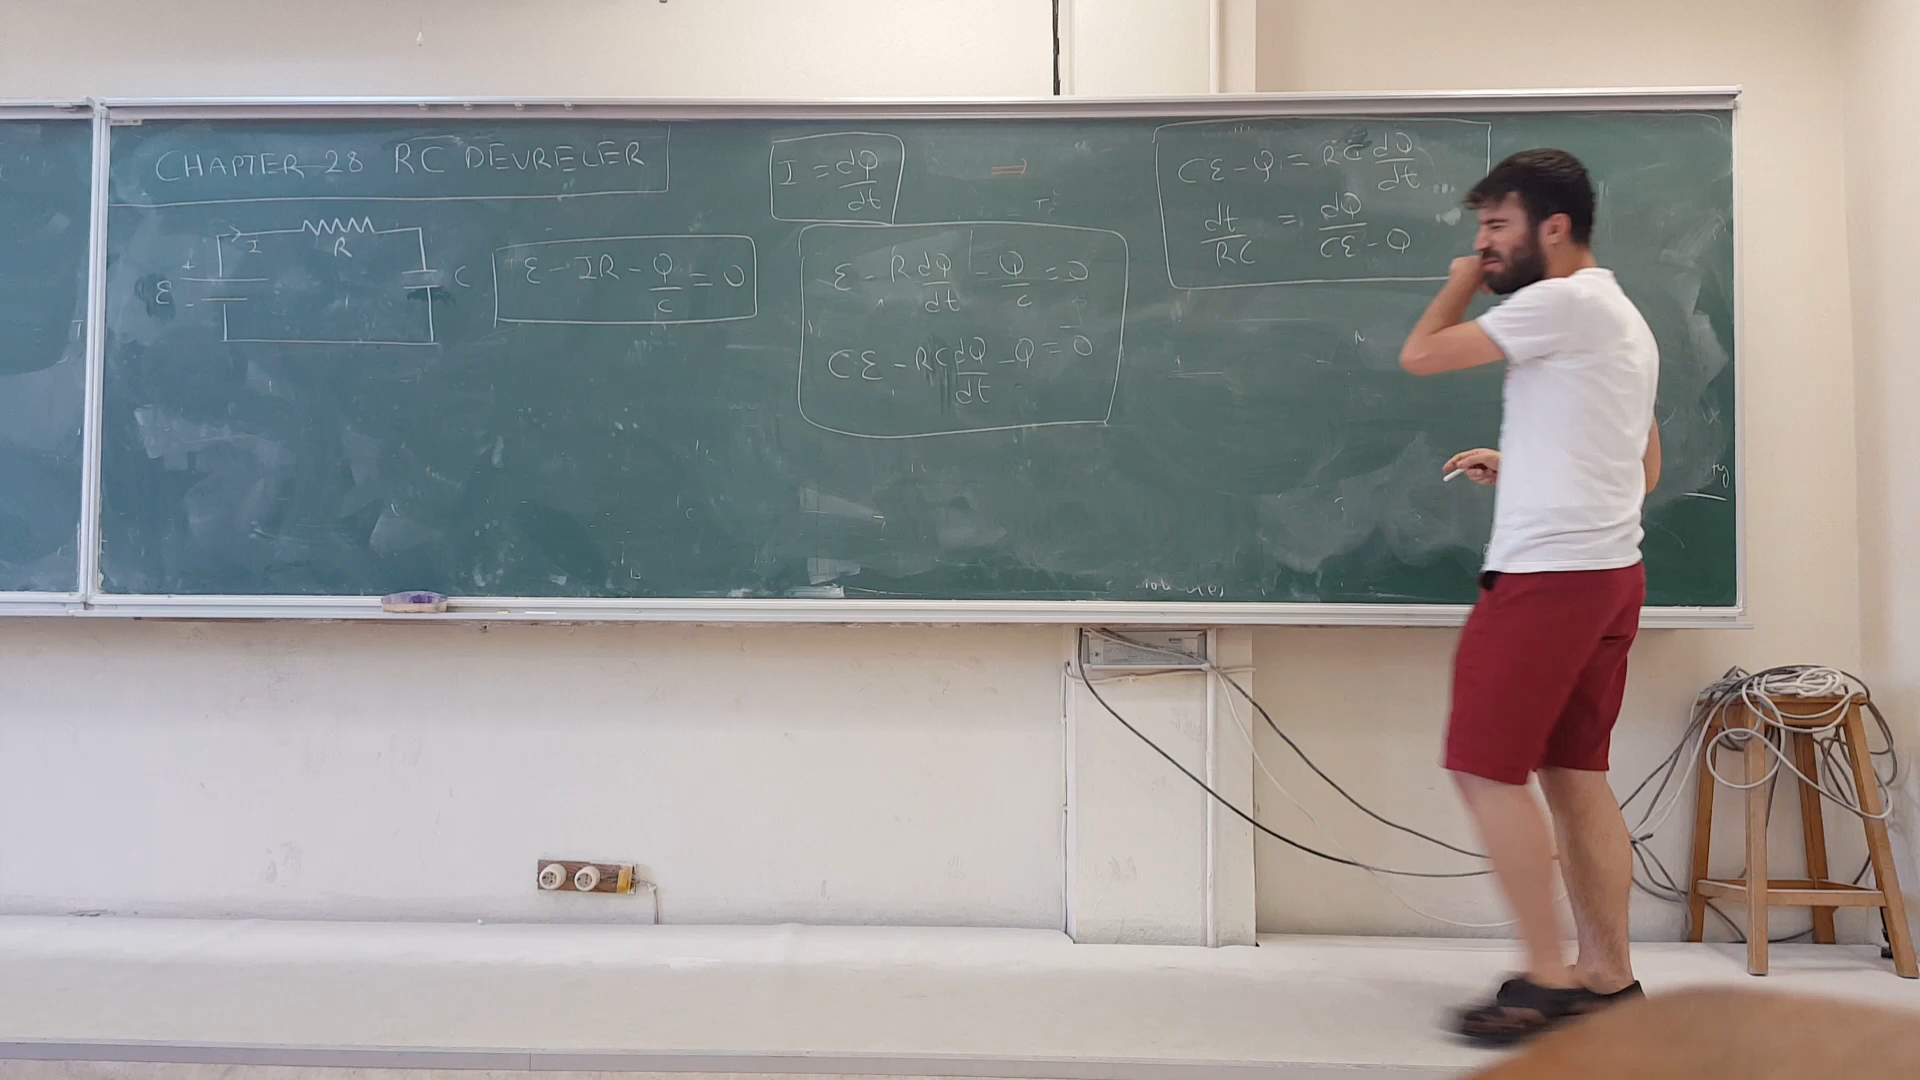 CHAPTER 28 RC DEVRELER
+ I R C
ℰ
-
ℰ - IR - Q/C = 0
I = dQ/dt
⇒
ℰ - R dQ/dt - Q/C = 0
Cℰ - RC dQ/dt - Q = 0
Cℰ - Q = RC dQ/dt
dt/RC = dQ/(Cℰ - Q)